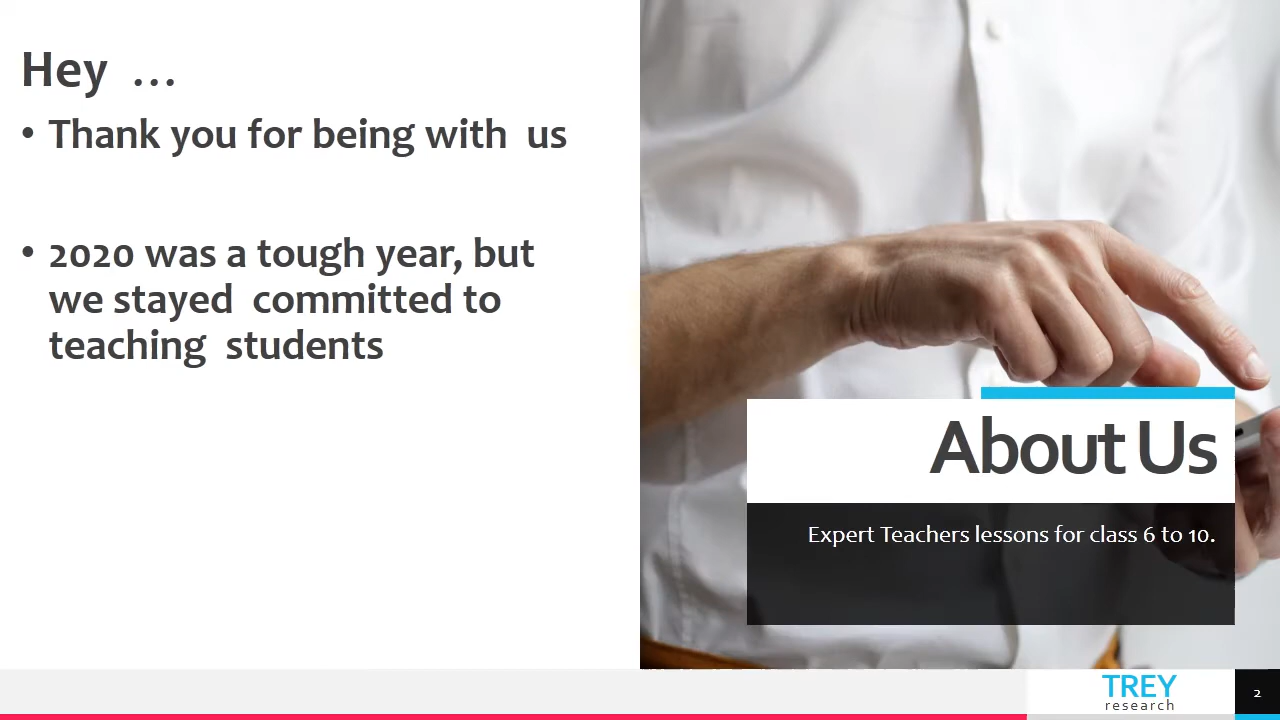 Hey ...
• Thank you for being with us
• 2020 was a tough year, but
we stayed committed to
teaching students
About Us
Expert Teachers lessons for class 6 to 10.
TREY
research
2